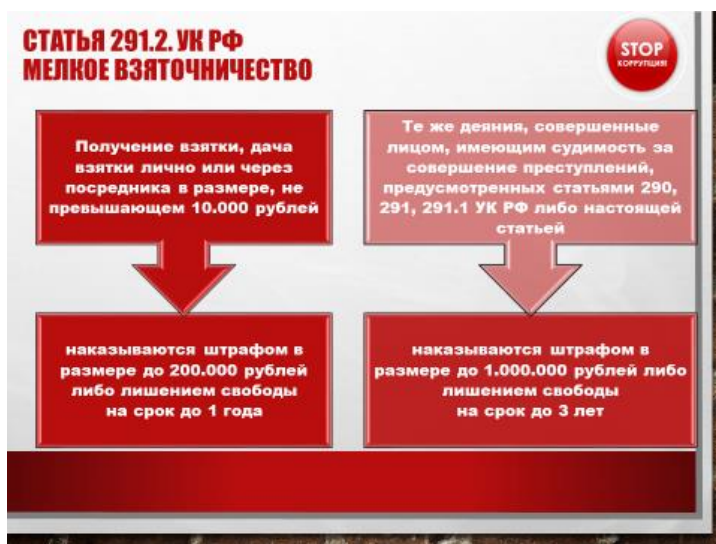 СТАТЬЯ 291.2. УК РФ
МЕЛКОЕ ВЗЯТОЧНИЧЕСТВО
STOP
КОРРУПЦИЯ!
Получение взятки, дача
взятки лично или через
посредника в размере, не
превышающем 10.000 рублей
Те же деяния, совершенные
лицом, имеющим судимость за
совершение преступлений,
предусмотренных статьями 290,
291, 291.1 УК РФ либо настоящей
статьей
наказываются штрафом в
размере до 200.000 рублей
либо лишением свободы
на срок до 1 года
наказываются штрафом в
размере до 1.000.000 рублей либо
лишением свободы
на срок до 3 лет